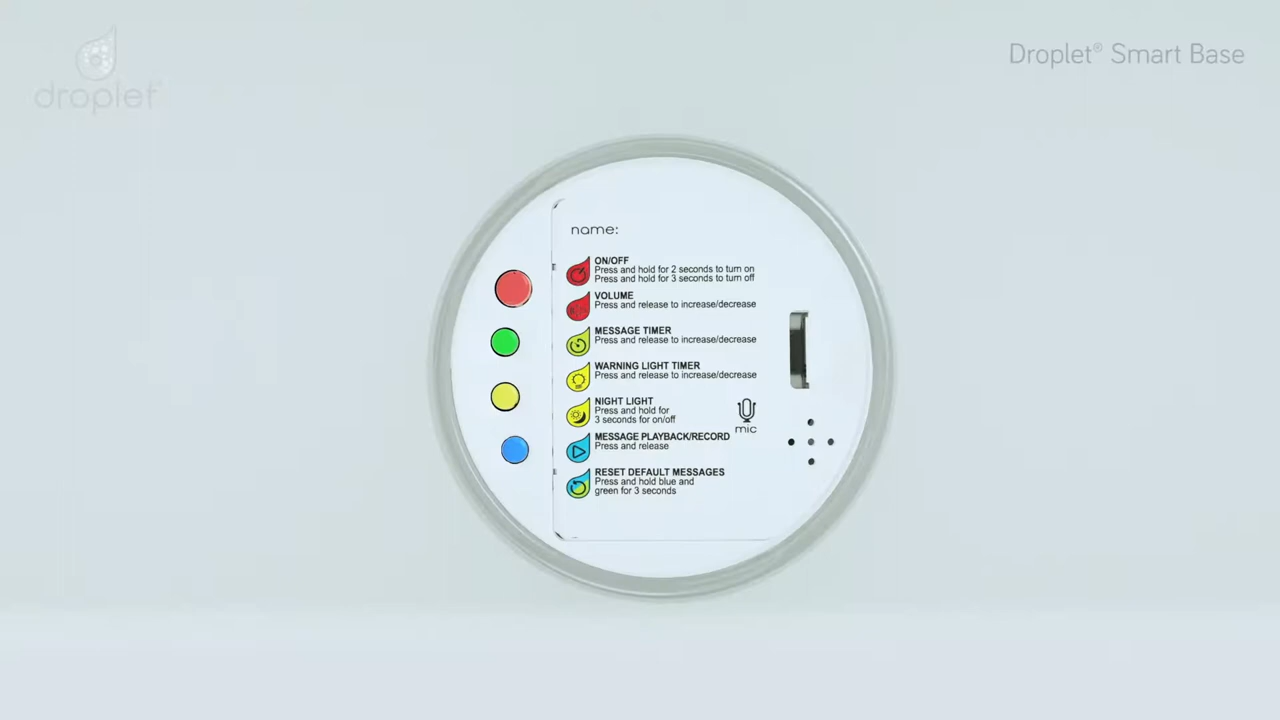 droplet
Droplet® Smart Base
name:
ON/OFF
Press and hold for 2 seconds to turn on
Press and hold for 3 seconds to turn off
VOLUME
Press and release to increase/decrease
MESSAGE TIMER
Press and release to increase/decrease
WARNING LIGHT TIMER
Press and release to increase/decrease
NIGHT LIGHT
Press and hold for
3 seconds for on/off
mic
MESSAGE PLAYBACK/RECORD
Press and release
RESET DEFAULT MESSAGES
Press and hold blue and
green for 3 seconds